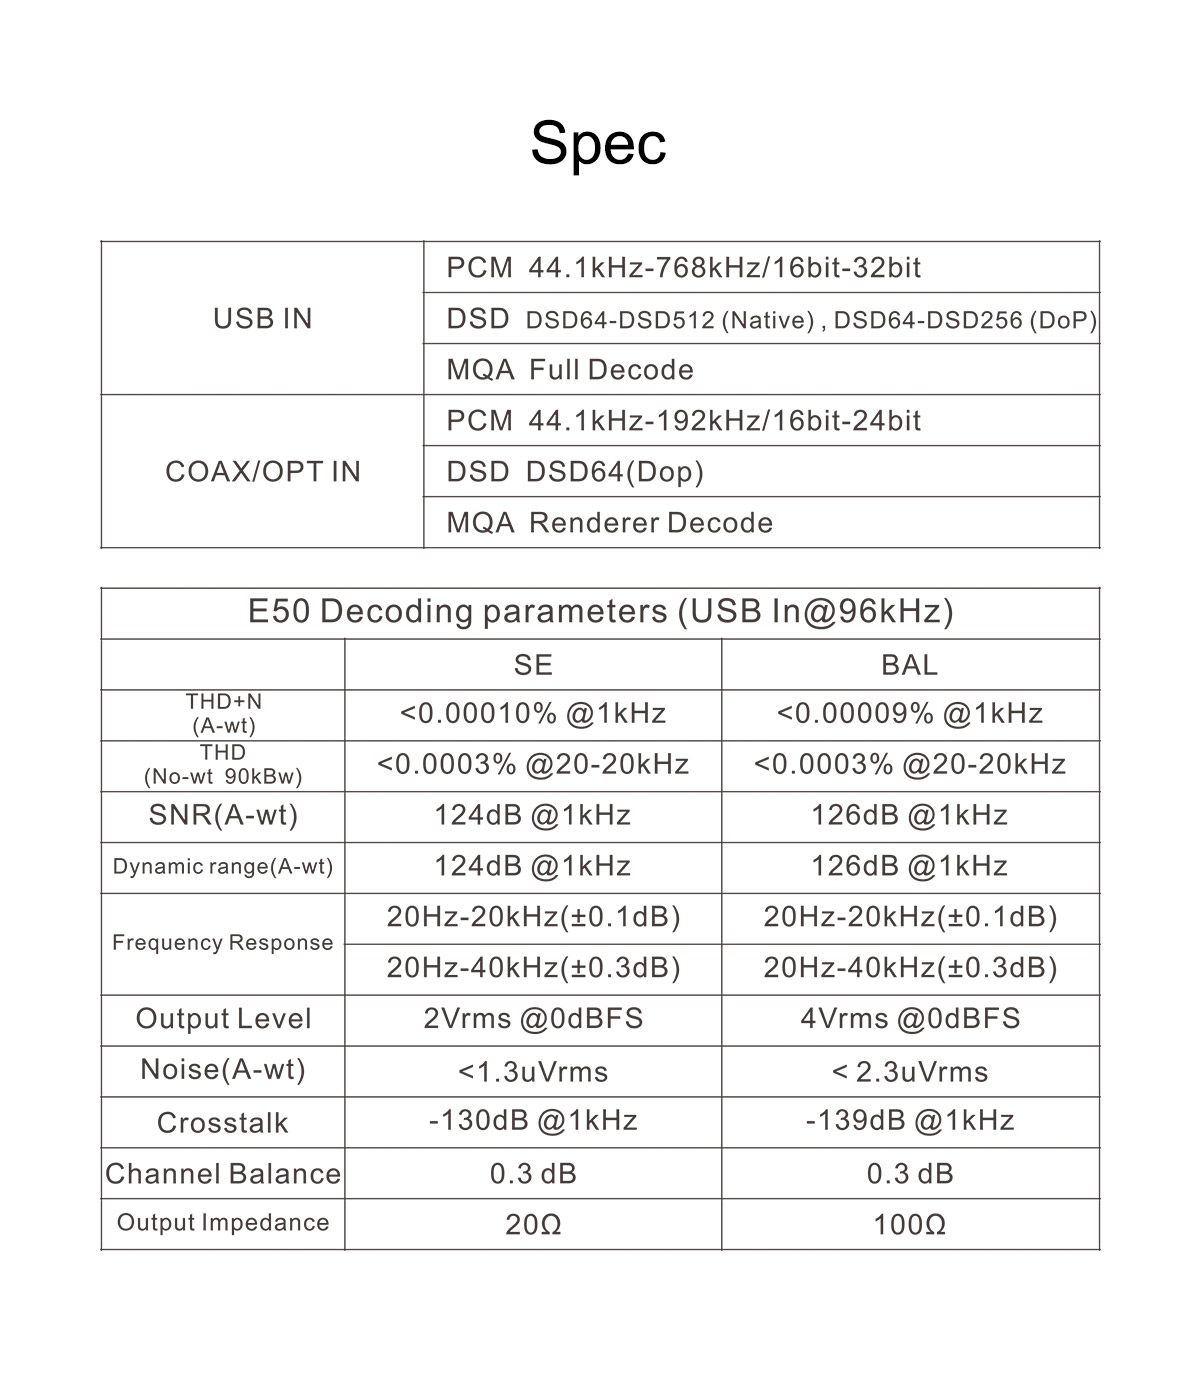 Spec
USB IN
PCM 44.1kHz-768kHz/16bit-32bit
DSD DSD64-DSD512 (Native) , DSD64-DSD256 (DoP)
MQA Full Decode
COAX/OPT IN
PCM 44.1kHz-192kHz/16bit-24bit
DSD DSD64(Dop)
MQA Renderer Decode
E50 Decoding parameters (USB In@96kHz)
SE BAL
THD+N
(A-wt)
<0.00010% @1kHz <0.00009% @1kHz
THD
(No-wt 90kBw)
<0.0003% @20-20kHz <0.0003% @20-20kHz
SNR(A-wt) 124dB @1kHz 126dB @1kHz
Dynamic range(A-wt) 124dB @1kHz 126dB @1kHz
Frequency Response
20Hz-20kHz(±0.1dB) 20Hz-20kHz(±0.1dB)
20Hz-40kHz(±0.3dB) 20Hz-40kHz(±0.3dB)
Output Level 2Vrms @0dBFS 4Vrms @0dBFS
Noise(A-wt) <1.3uVrms < 2.3uVrms
Crosstalk -130dB @1kHz -139dB @1kHz
Channel Balance 0.3 dB 0.3 dB
Output Impedance 20Ω 100Ω